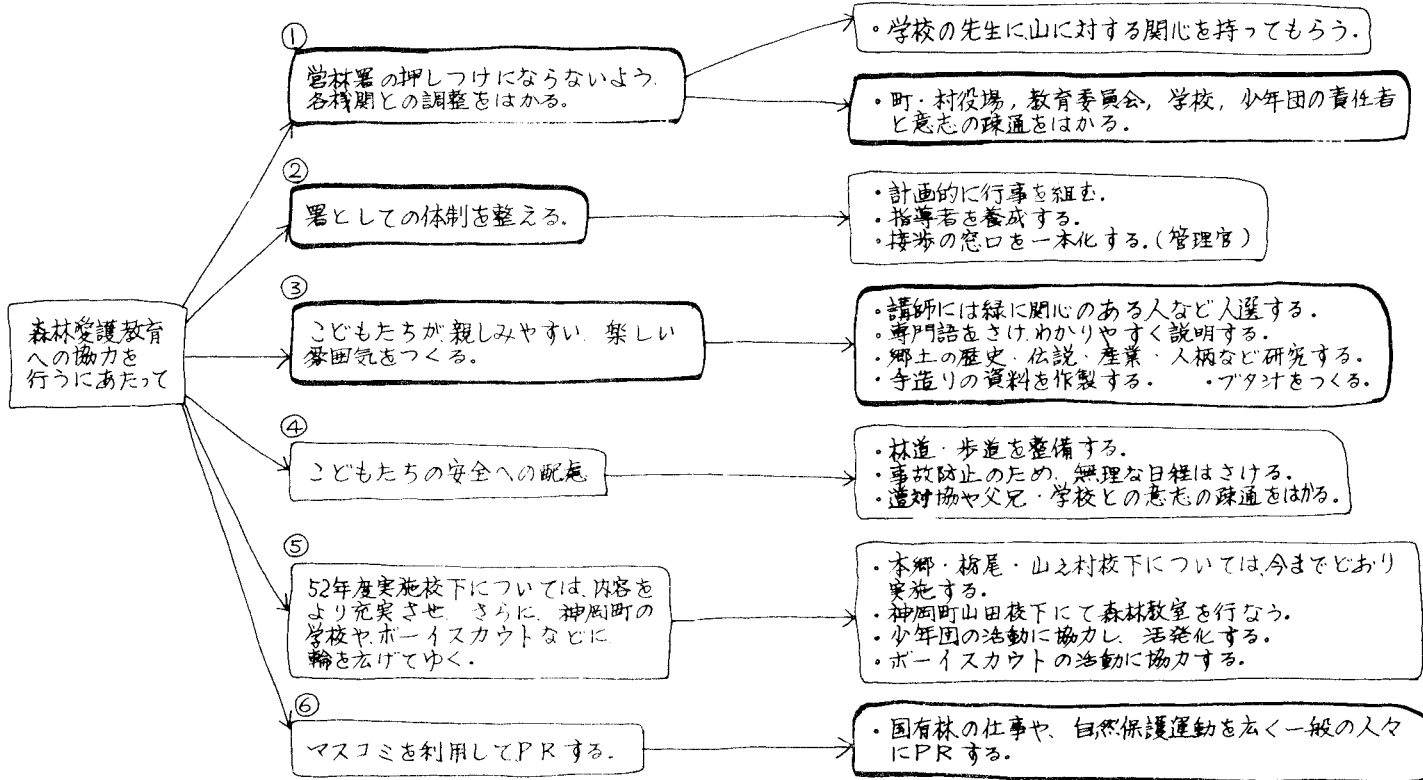 森林愛護教育
への協力を
行うにあたって
①
営林署の押しつけにならないよう、
各機関との調整をはかる。
・学校の先生に山に対する関心を持ってもらう.
・町・村役場,教育委員会,学校,少年団の責任者
と意志の疎通をはかる.
②
署としての体制を整える.
・計画的に行事を組む.
・指導者を養成する.
・接渉の窓口を一本化する.(管理官)
③
こどもたちが,親しみやすい、楽しい
雰囲気をつくる。
・講師には緑に関心のある人など人選する.
・専門語をさけ,わかりやすく説明する.
・郷土の歴史・伝説・産業・人柄など研究する.
・手造りの資料を作製する. ・ブタ汁をつくる.
④
こどもたちの安全への配慮
・林道・歩道を整備する.
・事故防止のため、無理な日程はさける.
・遭対協や父兄・学校との意志の疎通をはかる.
⑤
52年度実施校下については、内容を
より充実させ、さらに、神岡町の
学校や,ボーイスカウトなどに
輪を広げてゆく.
・本郷・栃尾・山之村校下については,今までどおり
実施する.
・神岡町山田校下にて森林教室を行なう.
・少年団の活動に協力し、活発化する.
・ボーイスカウトの活動に協力する.
⑥
マスコミを利用してPRする.
・国有林の仕事や、自然保護運動を広く一般の人々
にPRする.